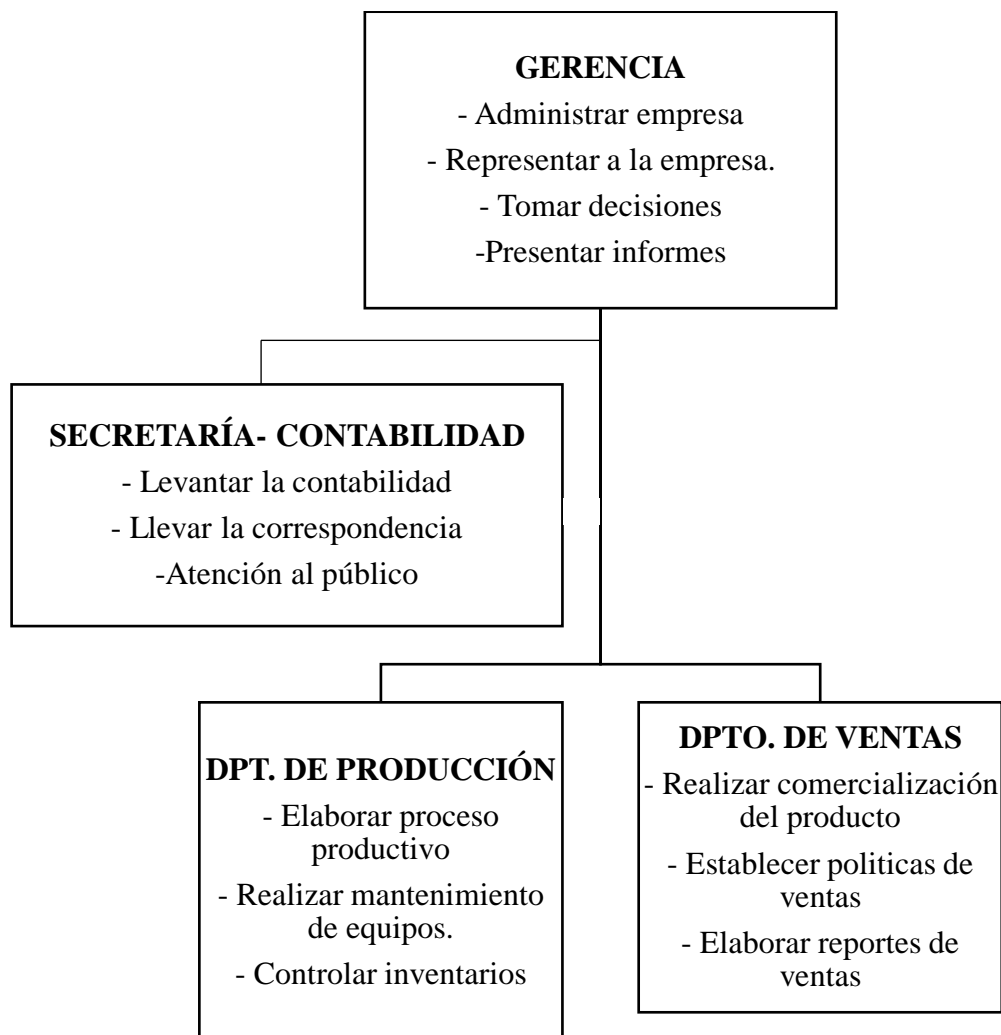 GERENCIA
- Administrar empresa
- Representar a la empresa.
- Tomar decisiones
-Presentar informes
SECRETARÍA- CONTABILIDAD
- Levantar la contabilidad
- Llevar la correspondencia
-Atención al público
DPT. DE PRODUCCIÓN
- Elaborar proceso
productivo
- Realizar mantenimiento
de equipos.
- Controlar inventarios
DPTO. DE VENTAS
- Realizar comercialización
del producto
- Establecer politicas de
ventas
- Elaborar reportes de
ventas